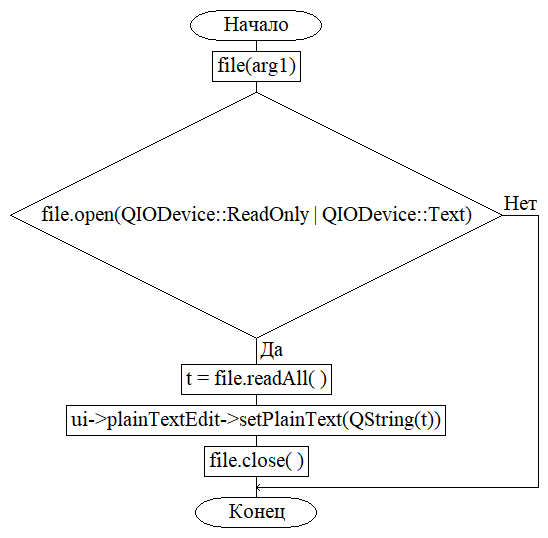 Начало
file(arg1)
file.open(QIODevice::ReadOnly | QIODevice::Text)
Нет
Да
t = file.readAll( )
ui->plainTextEdit->setPlainText(QString(t))
file.close( )
Конец